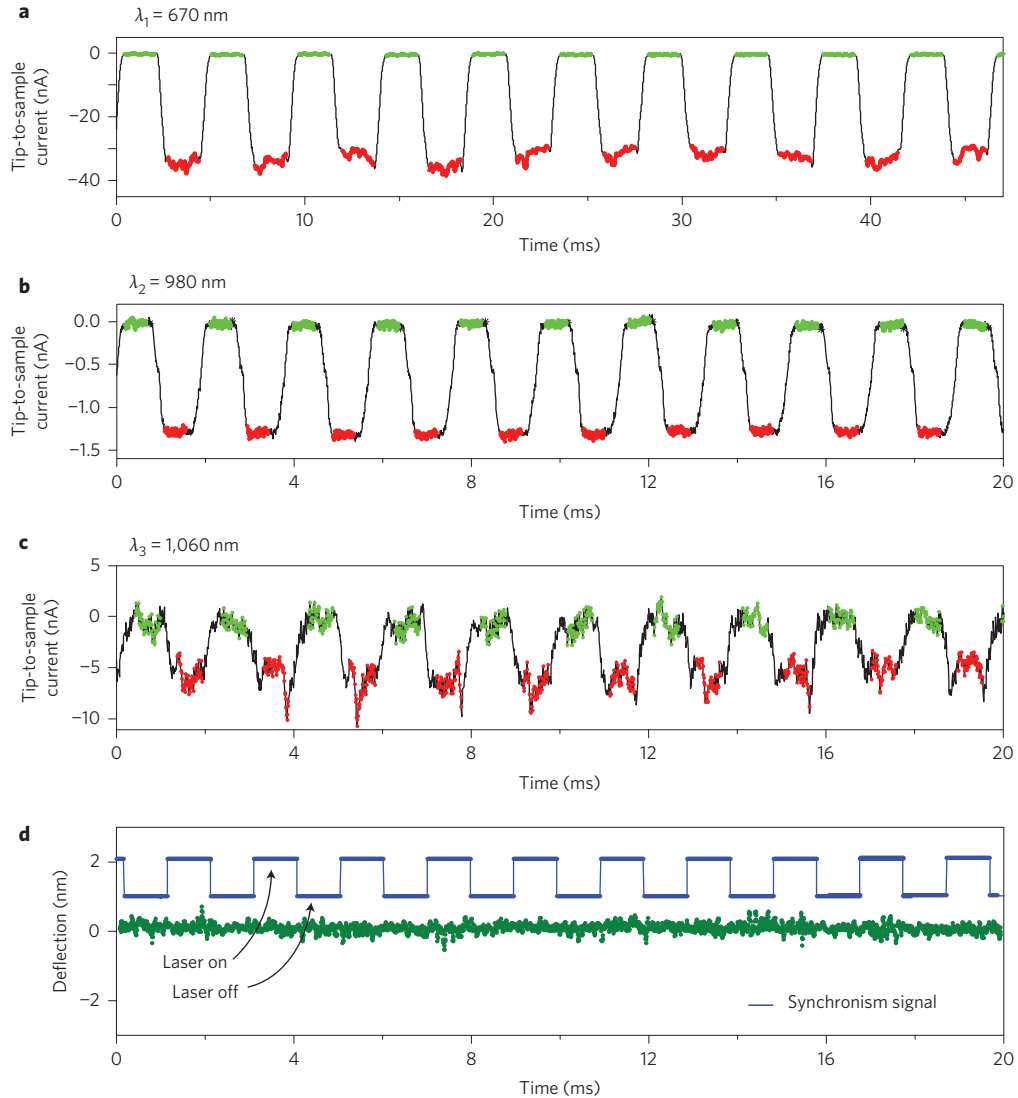 a
λ1 = 670 nm
Tip-to-sample
current (nA)
0
−20
−40
0 10 20 30 40
Time (ms)
b
λ2 = 980 nm
Tip-to-sample
current (nA)
0.0
−0.5
−1.0
−1.5
0 4 8 12 16 20
Time (ms)
c
λ3 = 1,060 nm
Tip-to-sample
current (nA)
5
0
−5
−10
0 4 8 12 16 20
Time (ms)
d
Deflection (nm)
2
0
−2
Laser on
Laser off
Synchronism signal
0 4 8 12 16 20
Time (ms)